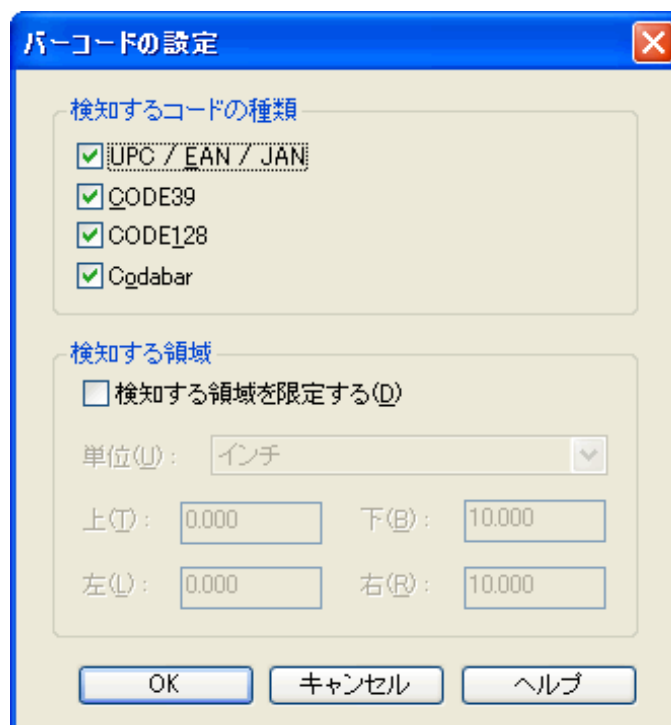 バーコードの設定
検知するコードの種類
UPC / EAN / JAN
CODE39
CODE128
Codabar
検知する領域
検知する領域を限定する(D)
単位(U): インチ
上(T): 0.000 下(B): 10.000
左(L): 0.000 右(R): 10.000
OK キャンセル ヘルプ